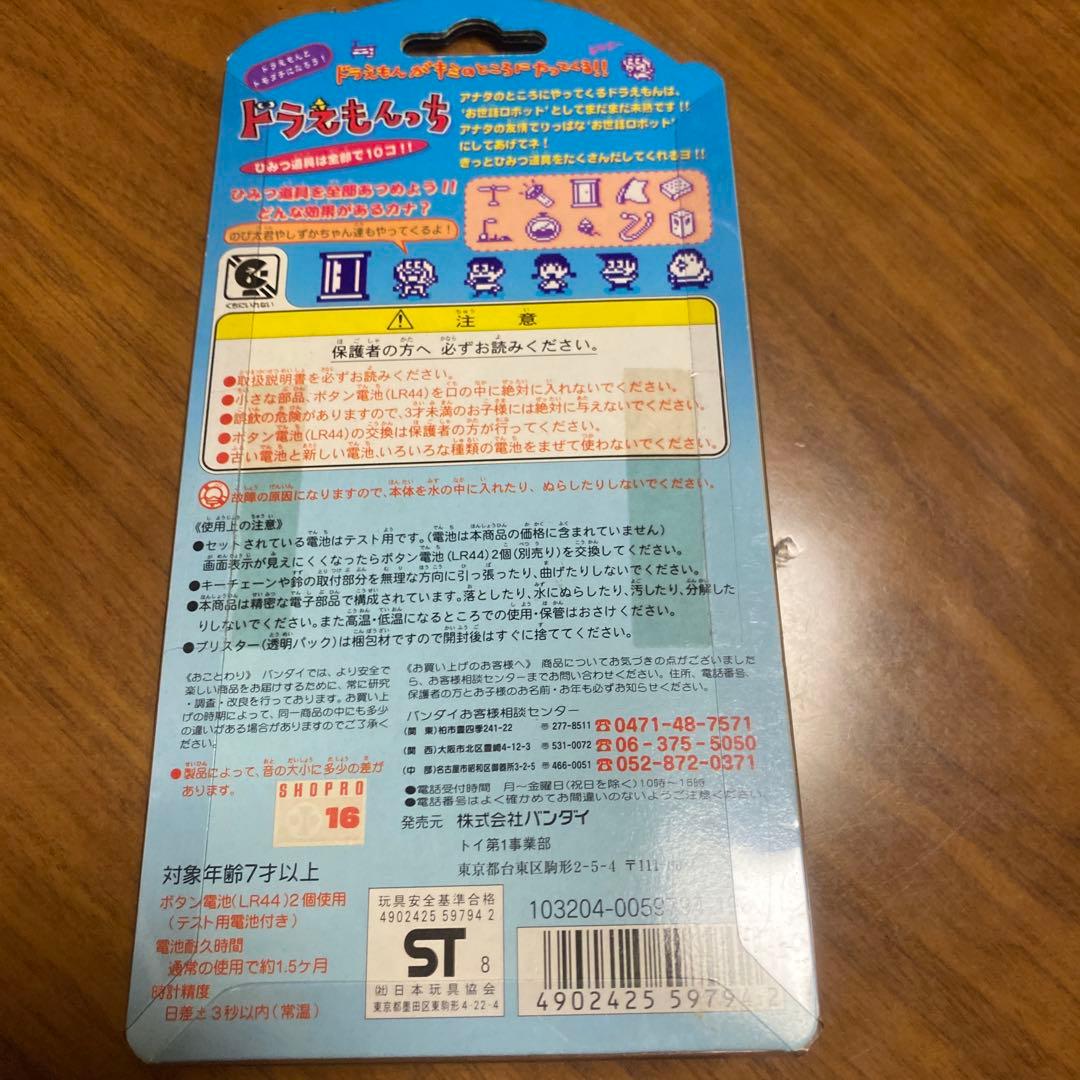 ドラえもんと
トモダチになろう!
ドラえもんがキミのところにやってくる!!
ドラえもんっち
アナタのところにやってくるドラえもんは、
"お世話ロボット"としてまだまだ未熟です!!
アナタの友情でりっぱな"お世話ロボット"
にしてあげてネ!
きっとひみつ道具をたくさんだしてくれるヨ!!
ひみつ道具は全部で10コ!!
ひみつ道具を全部あつめよう!!
どんな効果があるカナ?
のび太君やしずかちゃん達もやってくるよ!
くちにいれない
注意
保護者の方へ 必ずお読みください。
●取扱説明書を必ずお読みください。
●小さな部品、ボタン電池(LR44)を口の中に絶対に入れないでください。
●誤飲の危険がありますので、3才未満のお子様には絶対に与えないでください。
●ボタン電池(LR44)の交換は保護者の方が行ってください。
●古い電池と新しい電池、いろいろな種類の電池をまぜて使わないでください。
故障の原因になりますので、本体を水の中に入れたり、ぬらしたりしないでください。
《使用上の注意》
●セットされている電池はテスト用です。(電池は本商品の価格に含まれていません)
画面表示が見えにくくなったらボタン電池(LR44)2個(別売り)を交換してください。
●キーチェーンや鈴の取付部分を無理な方向に引っ張ったり、曲げたりしないでください。
●本商品は精密な電子部品で構成されています。落としたり、水にぬらしたり、汚したり、分解した
りしないでください。また高温・低温になるところでの使用・保管はおさけください。
●ブリスター(透明パック)は梱包材ですので開封後はすぐに捨ててください。
《おことわり》 バンダイでは、より安全で
楽しい商品をお届けするために、常に研究
・調査・改良を行っております。お買い上
げの時期によって、同一商品の中にも多少
の違いがある場合がありますのでご了承く
ださい。
●製品によって、音の大小に多少の差が
あります。
《お買い上げのお客様へ》 商品についてお気づきの点がございました
ら、お客様相談センターまでお問い合わせください。住所、電話番号、
保護者の方とお子様のお名前・お年も必ずお知らせください。
バンダイお客様相談センター
(関 東)柏市豊四季241-22 〒277-8511 ☎0471-48-7571
(関 西)大阪市北区豊崎4-12-3 〒531-0072 ☎06-375-5050
(中 部)名古屋市昭和区御器所3-2-5 〒466-0051 ☎052-872-0371
●電話受付時間 月〜金曜日(祝日を除く)10時〜16時
●電話番号はよく確かめてお間違いのないようご注意ください。
SHOPRO
16
発売元 株式会社バンダイ
トイ第1事業部
東京都台東区駒形2-5-4 〒111-
対象年齢7才以上
ボタン電池(LR44)2個使用
(テスト用電池付き)
電池耐久時間
通常の使用で約1.5ヶ月
時計精度
日差±3秒以内(常温)
玩具安全基準合格
4902425 59794 2
ST 8
(社)日本玩具協会
東京都墨田区東駒形4-22-4
103204-0059794-
4902425 597942